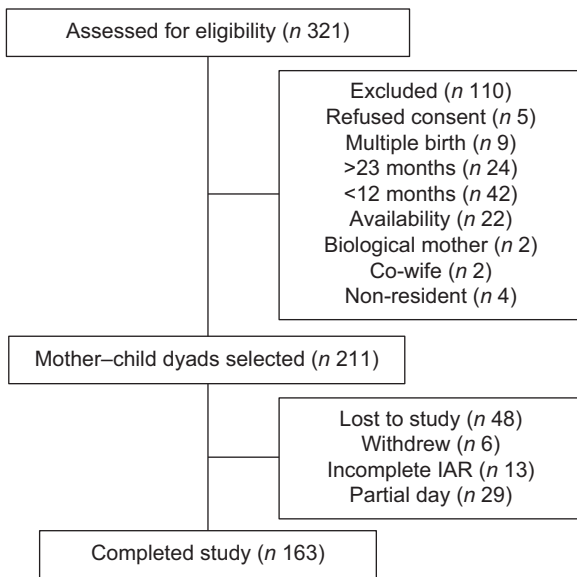 Assessed for eligibility (n 321)
Excluded (n 110)
Refused consent (n 5)
Multiple birth (n 9)
>23 months (n 24)
<12 months (n 42)
Availability (n 22)
Biological mother (n 2)
Co-wife (n 2)
Non-resident (n 4)
Mother–child dyads selected (n 211)
Lost to study (n 48)
Withdrew (n 6)
Incomplete IAR (n 13)
Partial day (n 29)
Completed study (n 163)